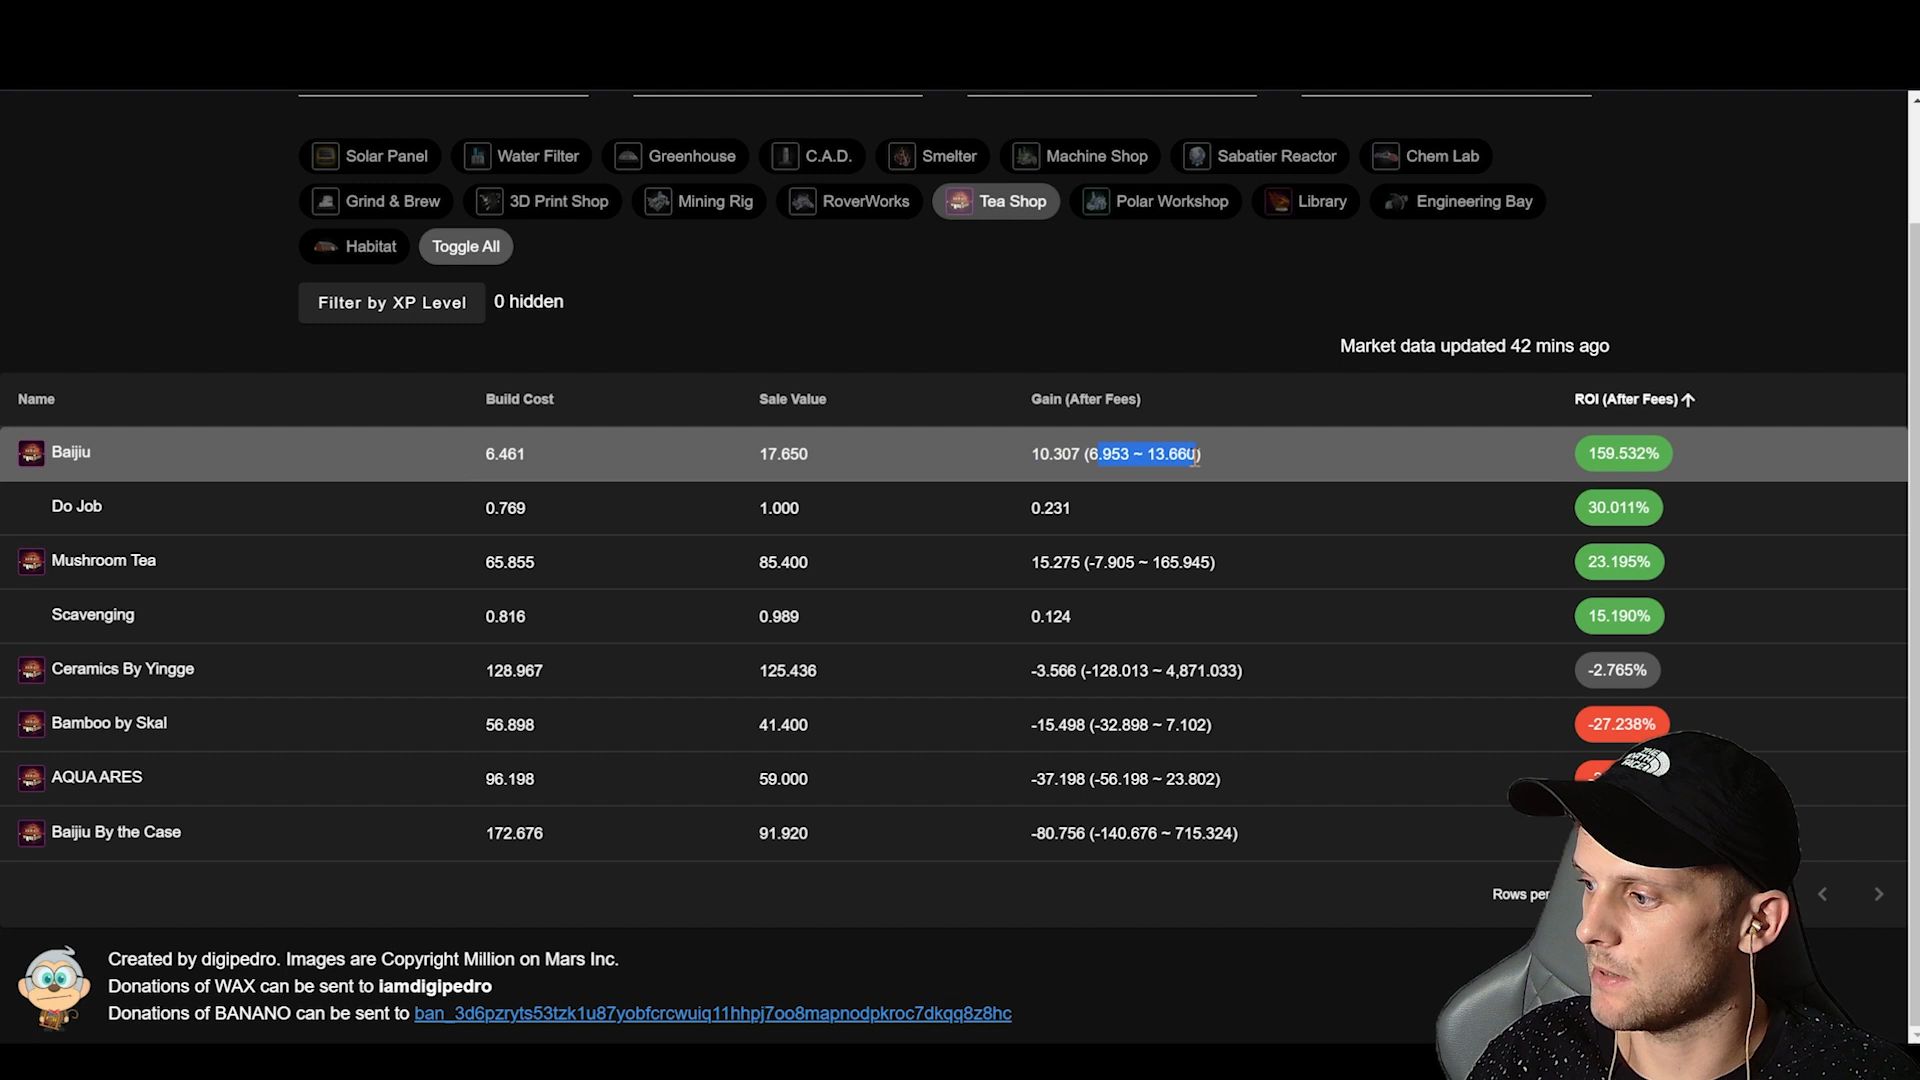 Solar Panel Water Filter Greenhouse C.A.D. Smelter Machine Shop Sabatier Reactor Chem Lab
Grind & Brew 3D Print Shop Mining Rig RoverWorks Tea Shop Polar Workshop Library Engineering Bay
Habitat Toggle All
Filter by XP Level 0 hidden
Market data updated 42 mins ago
Name Build Cost Sale Value Gain (After Fees) ROI (After Fees)
Baijiu 6.461 17.650 10.307 (6.953 ~ 13.660) 159.532%
Do Job 0.769 1.000 0.231 30.011%
Mushroom Tea 65.855 85.400 15.275 (-7.905 ~ 165.945) 23.195%
Scavenging 0.816 0.989 0.124 15.190%
Ceramics By Yingge 128.967 125.436 -3.566 (-128.013 ~ 4,871.033) -2.765%
Bamboo by Skal 56.898 41.400 -15.498 (-32.898 ~ 7.102) -27.238%
AQUA ARES 96.198 59.000 -37.198 (-56.198 ~ 23.802)
Baijiu By the Case 172.676 91.920 -80.756 (-140.676 ~ 715.324)
Rows per
THE NORTH FACE
Created by digipedro. Images are Copyright Million on Mars Inc.
Donations of WAX can be sent to iamdigipedro
Donations of BANANO can be sent to ban_3d6pzryts53tzk1u87yobfcrcwuiq11hhpj7oo8mapnodpkroc7dkqq8z8hc